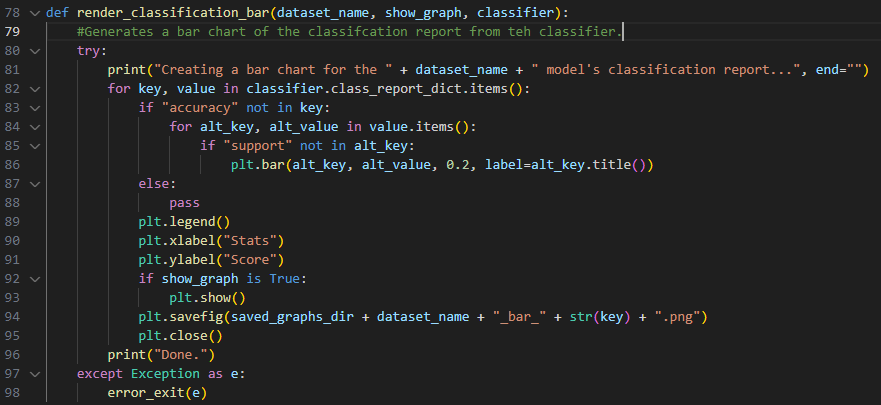 78 def render_classification_bar(dataset_name, show_graph, classifier):
79     #Generates a bar chart of the classifcation report from teh classifier.
80     try:
81         print("Creating a bar chart for the " + dataset_name + " model's classification report...", end="")
82         for key, value in classifier.class_report_dict.items():
83             if "accuracy" not in key:
84                 for alt_key, alt_value in value.items():
85                     if "support" not in alt_key:
86                         plt.bar(alt_key, alt_value, 0.2, label=alt_key.title())
87             else:
88                 pass
89             plt.legend()
90             plt.xlabel("Stats")
91             plt.ylabel("Score")
92             if show_graph is True:
93                 plt.show()
94             plt.savefig(saved_graphs_dir + dataset_name + "_bar_" + str(key) + ".png")
95             plt.close()
96         print("Done.")
97     except Exception as e:
98         error_exit(e)